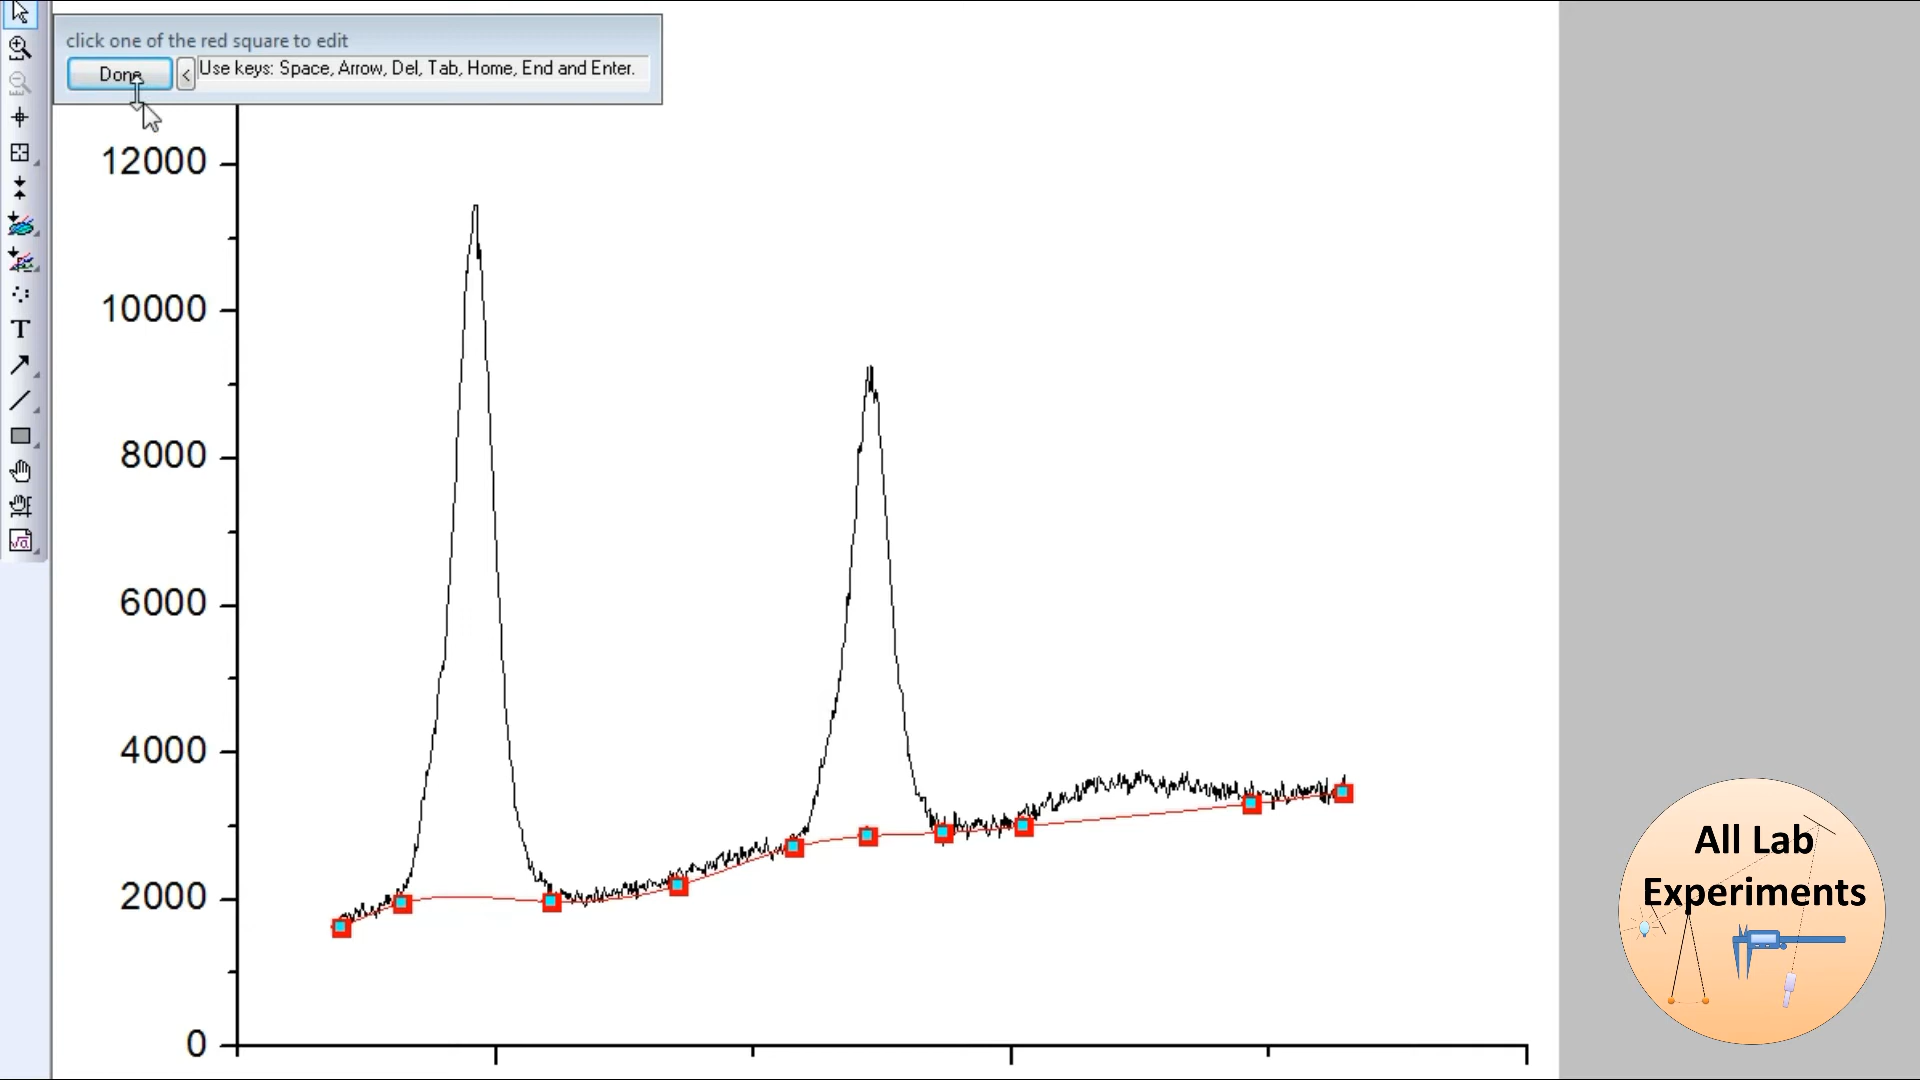 click one of the red square to edit
Done
<
Use keys: Space, Arrow, Del, Tab, Home, End and Enter.
T
12000
10000
8000
6000
4000
2000
0
All Lab
Experiments